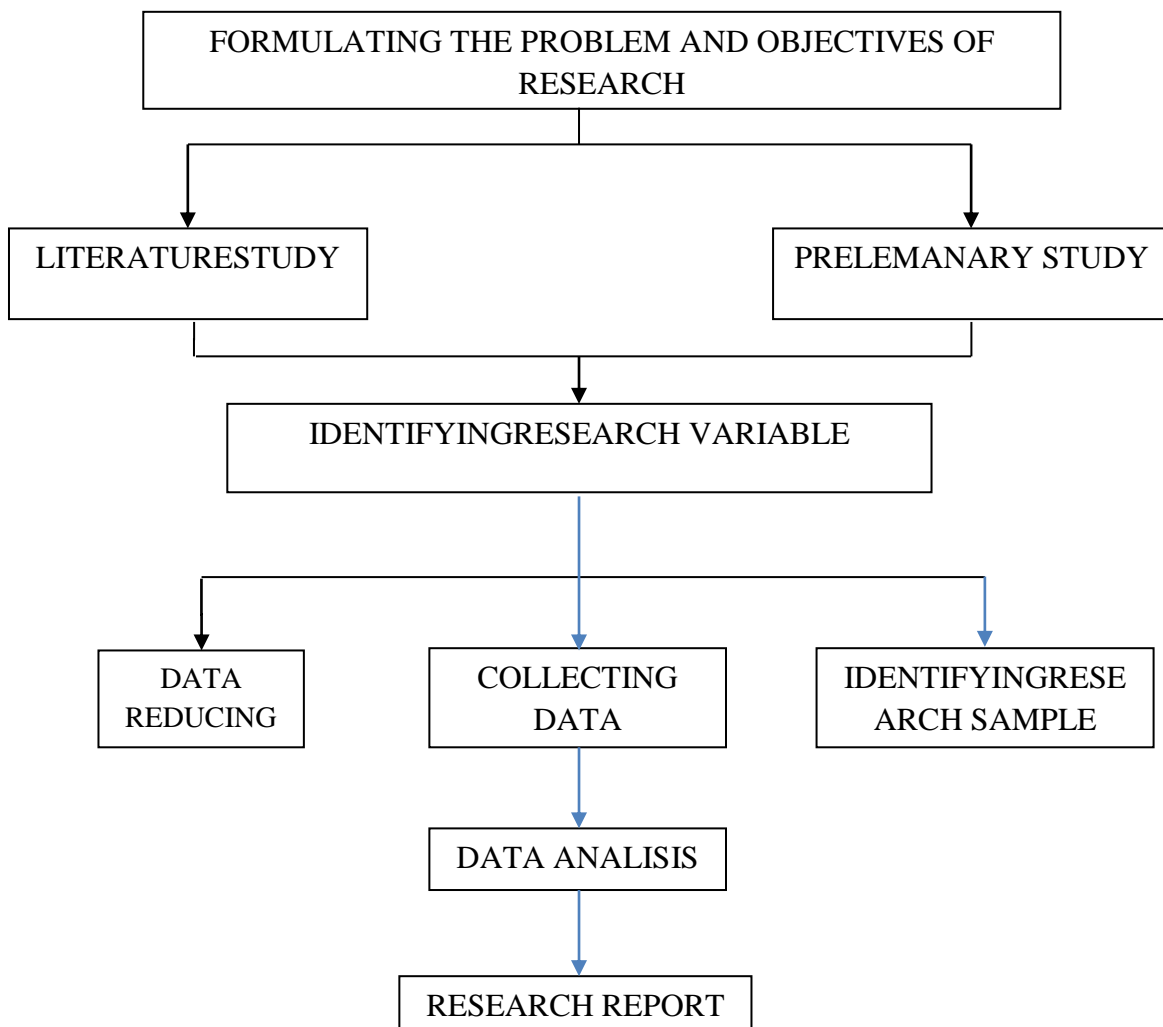 FORMULATING THE PROBLEM AND OBJECTIVES OF
RESEARCH
LITERATURESTUDY
PRELEMANARY STUDY
IDENTIFYINGRESEARCH VARIABLE
DATA
REDUCING
COLLECTING
DATA
IDENTIFYINGRESE
ARCH SAMPLE
DATA ANALISIS
RESEARCH REPORT